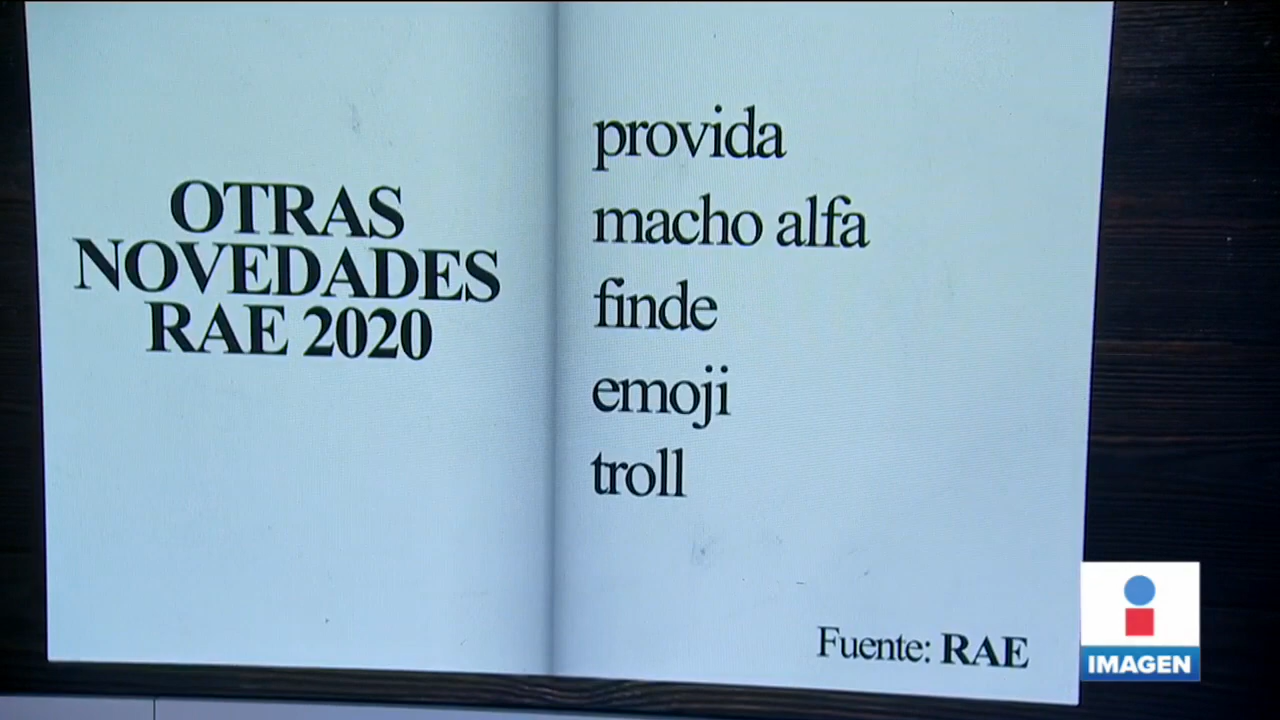 OTRAS
NOVEDADES
RAE 2020
provida
macho alfa
finde
emoji
troll
Fuente: RAE
IMAGEN